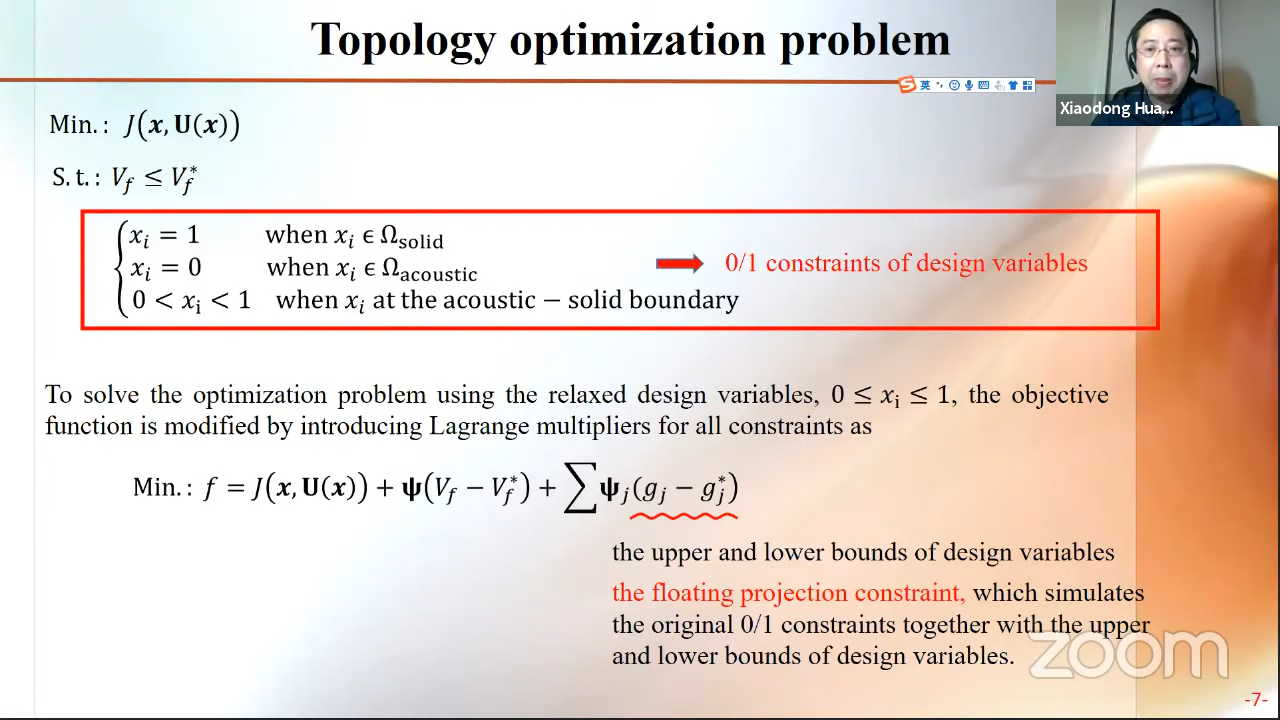 Topology optimization problem
英
Xiaodong Hua...
Min.: J(x, U(x))
S. t.: V_f ≤ V_f^*
x_i = 1 when x_i ϵ Ω_solid
x_i = 0 when x_i ϵ Ω_acoustic
0 < x_i < 1 when x_i at the acoustic − solid boundary
0/1 constraints of design variables
To solve the optimization problem using the relaxed design variables, 0 ≤ x_i ≤ 1, the objective
function is modified by introducing Lagrange multipliers for all constraints as
Min.: f = J(x, U(x)) + ψ(V_f − V_f^*) + ∑ ψ_j(g_j − g_j^*)
the upper and lower bounds of design variables
the floating projection constraint, which simulates
the original 0/1 constraints together with the upper
and lower bounds of design variables.
zoom
-7-